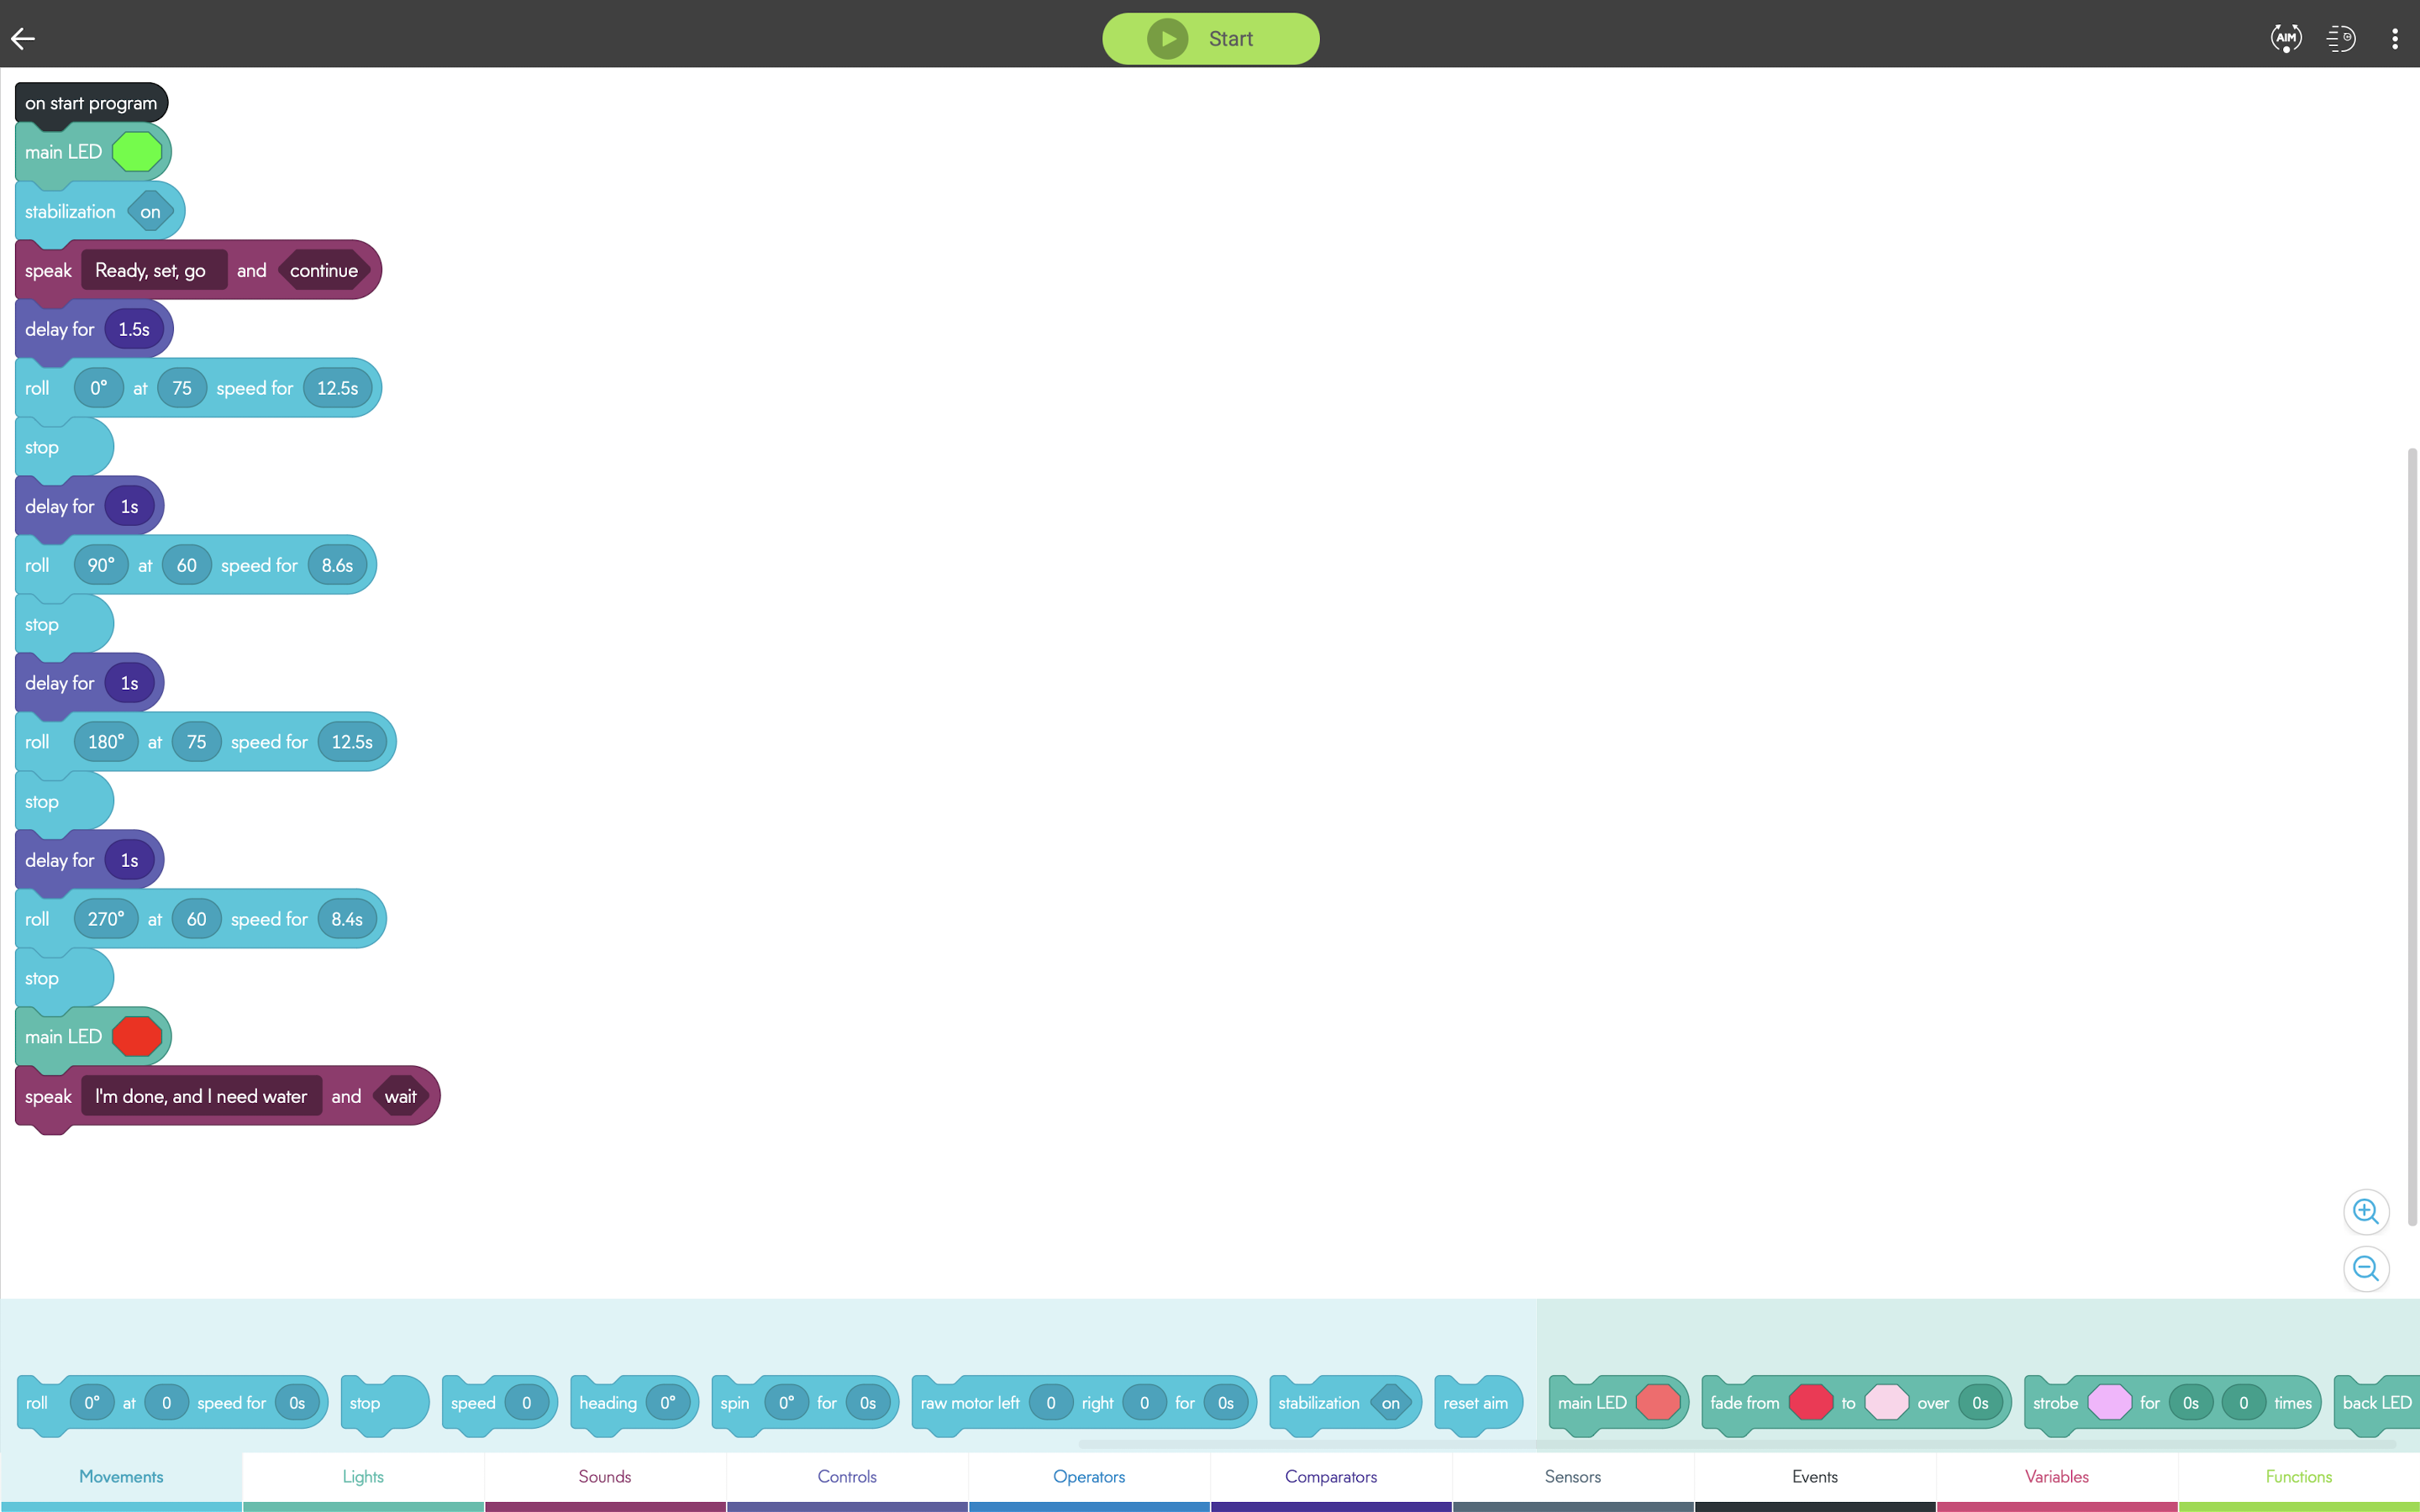 Start
AIM
on start program
main LED
stabilization on
speak Ready, set, go and continue
delay for 1.5s
roll 0° at 75 speed for 12.5s
stop
delay for 1s
roll 90° at 60 speed for 8.6s
stop
delay for 1s
roll 180° at 75 speed for 12.5s
stop
delay for 1s
roll 270° at 60 speed for 8.4s
stop
main LED
speak I'm done, and I need water and wait
roll 0° at 0 speed for 0s stop speed 0 heading 0° spin 0° for 0s raw motor left 0 right 0 for 0s stabilization on reset aim main LED fade from to over 0s strobe for 0s 0 times back LED
Movements Lights Sounds Controls Operators Comparators Sensors Events Variables Functions